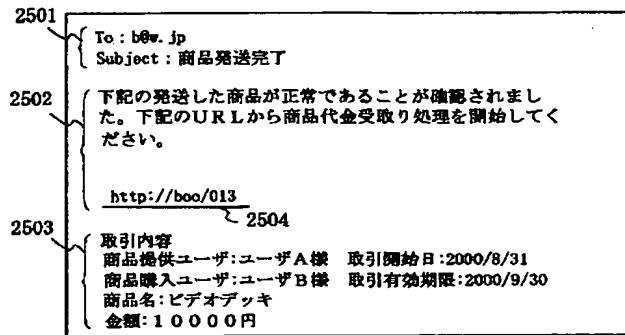 2501
To：b@w.jp
Subject：商品発送完了
2502
下記の発送した商品が正常であることが確認されまし
た。下記のＵＲＬから商品代金受取り処理を開始してく
ださい。
http://boo/013
2504
2503
取引内容
商品提供ユーザ:ユーザＡ様　取引開始日:2000/8/31
商品購入ユーザ:ユーザＢ様　取引有効期限:2000/9/30
商品名:ビデオデッキ
金額:１００００円